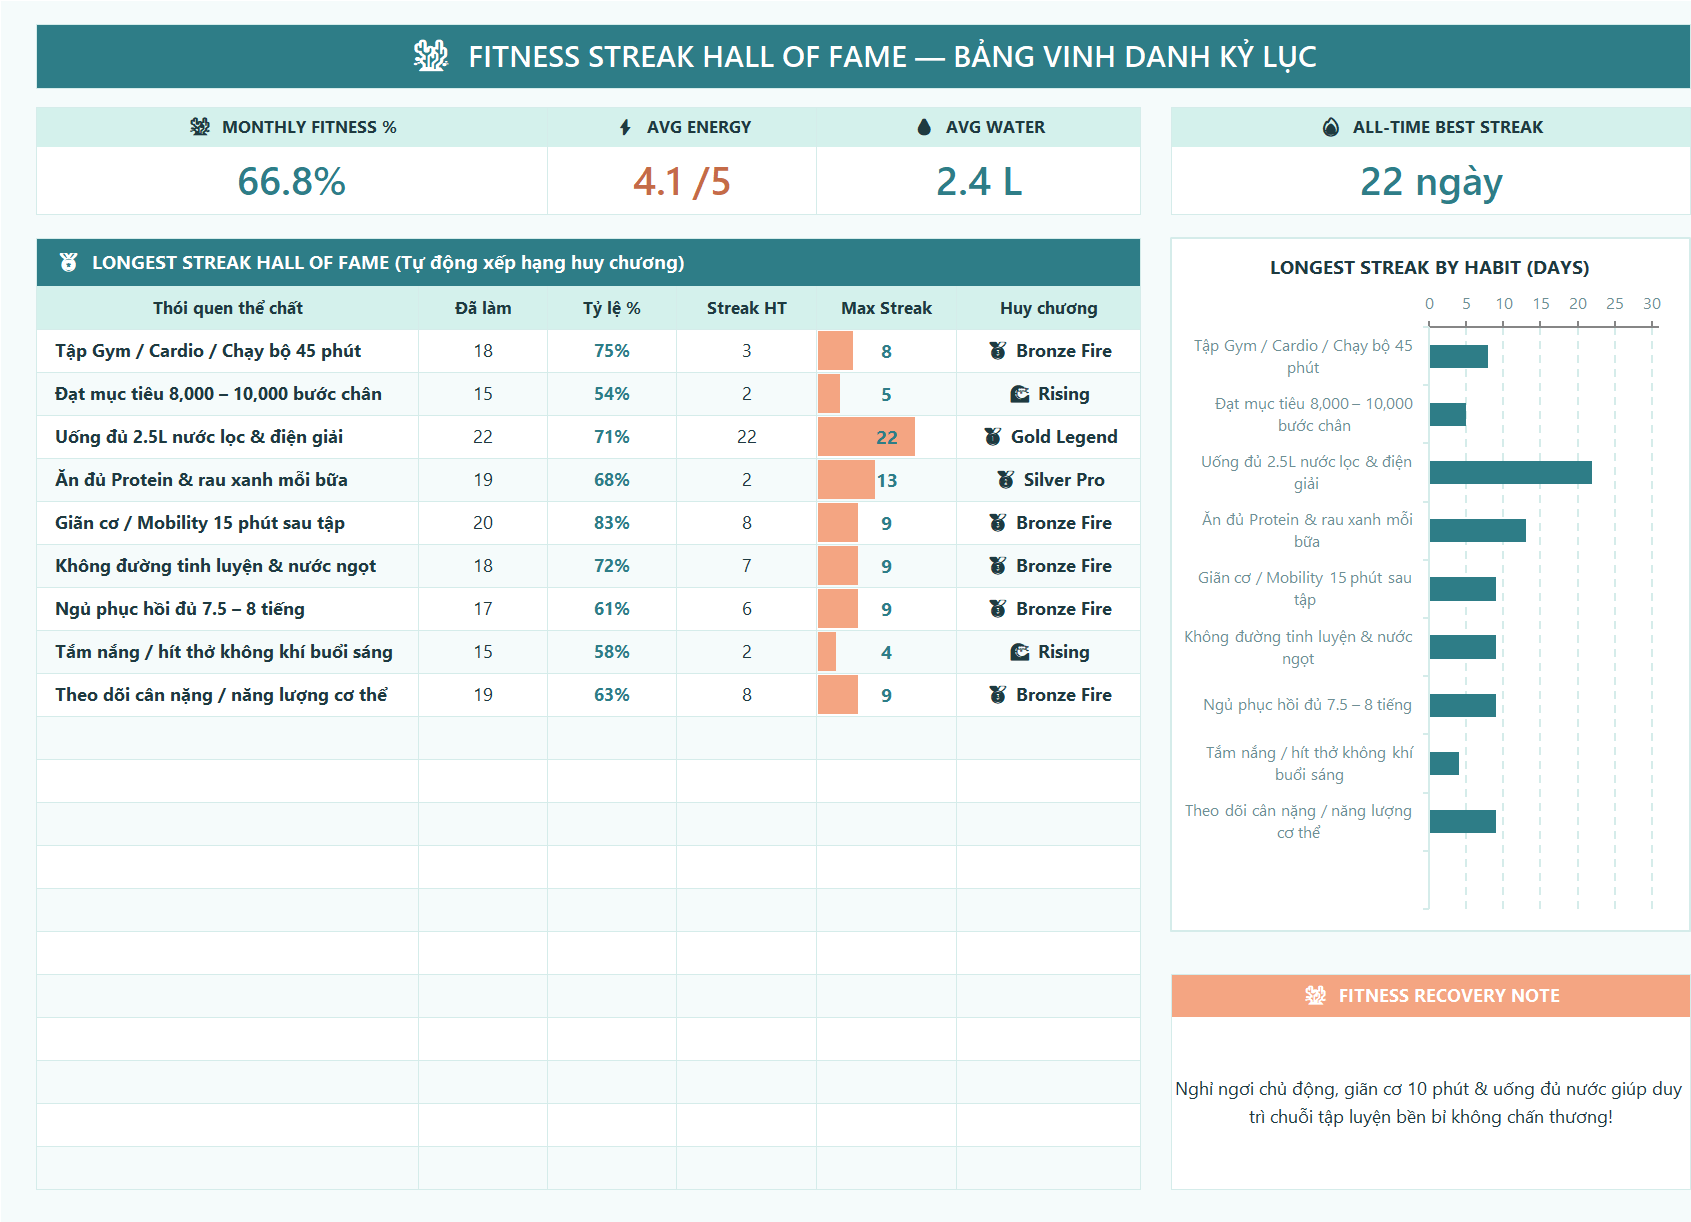 FITNESS STREAK HALL OF FAME — BẢNG VINH DANH KỶ LỤC
MONTHLY FITNESS % AVG ENERGY AVG WATER ALL-TIME BEST STREAK
66.8% 4.1 /5 2.4 L 22 ngày
LONGEST STREAK HALL OF FAME (Tự động xếp hạng huy chương)
Thói quen thể chất Đã làm Tỷ lệ % Streak HT Max Streak Huy chương
Tập Gym / Cardio / Chạy bộ 45 phút 18 75% 3 8 Bronze Fire
Đạt mục tiêu 8,000 – 10,000 bước chân 15 54% 2 5 Rising
Uống đủ 2.5L nước lọc & điện giải 22 71% 22 22 Gold Legend
Ăn đủ Protein & rau xanh mỗi bữa 19 68% 2 13 Silver Pro
Giãn cơ / Mobility 15 phút sau tập 20 83% 8 9 Bronze Fire
Không đường tinh luyện & nước ngọt 18 72% 7 9 Bronze Fire
Ngủ phục hồi đủ 7.5 – 8 tiếng 17 61% 6 9 Bronze Fire
Tắm nắng / hít thở không khí buổi sáng 15 58% 2 4 Rising
Theo dõi cân nặng / năng lượng cơ thể 19 63% 8 9 Bronze Fire
LONGEST STREAK BY HABIT (DAYS)
0 5 10 15 20 25 30
Tập Gym / Cardio / Chạy bộ 45
phút
Đạt mục tiêu 8,000 – 10,000
bước chân
Uống đủ 2.5L nước lọc & điện
giải
Ăn đủ Protein & rau xanh mỗi
bữa
Giãn cơ / Mobility 15 phút sau
tập
Không đường tinh luyện & nước
ngọt
Ngủ phục hồi đủ 7.5 – 8 tiếng
Tắm nắng / hít thở không khí
buổi sáng
Theo dõi cân nặng / năng lượng
cơ thể
FITNESS RECOVERY NOTE
Nghỉ ngơi chủ động, giãn cơ 10 phút & uống đủ nước giúp duy
trì chuỗi tập luyện bền bỉ không chấn thương!